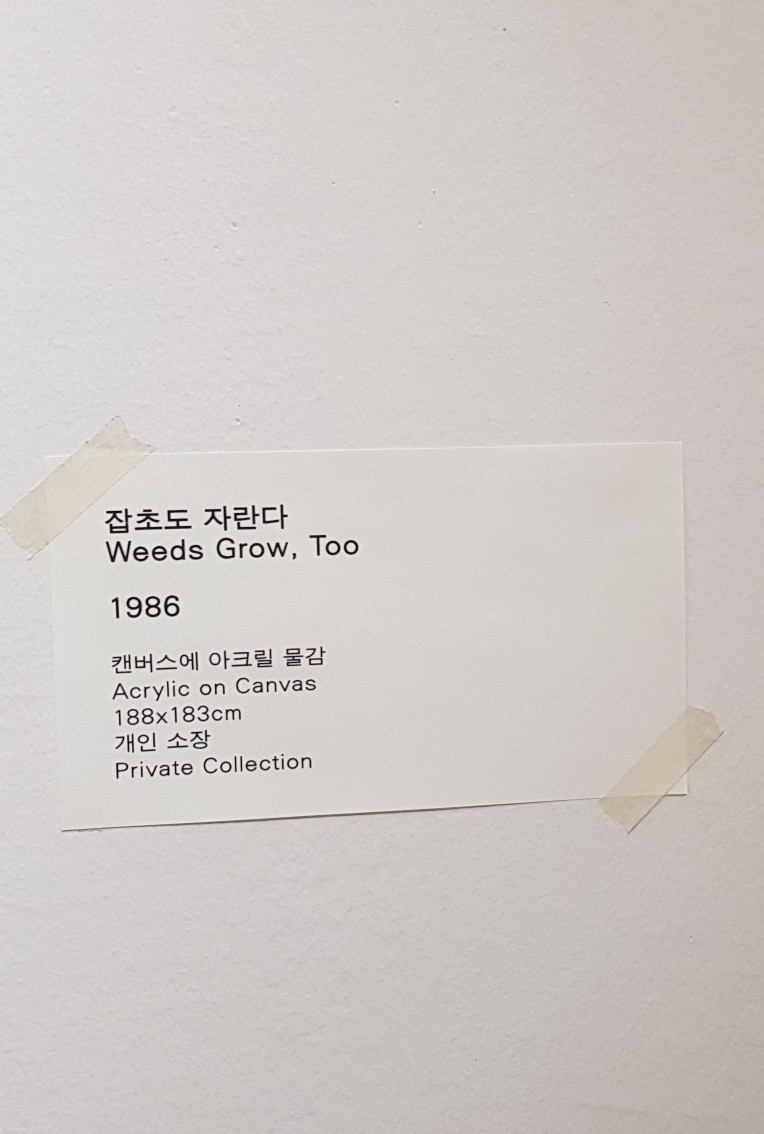 잡초도 자란다
Weeds Grow, Too
1986
캔버스에 아크릴 물감
Acrylic on Canvas
188x183cm
개인 소장
Private Collection